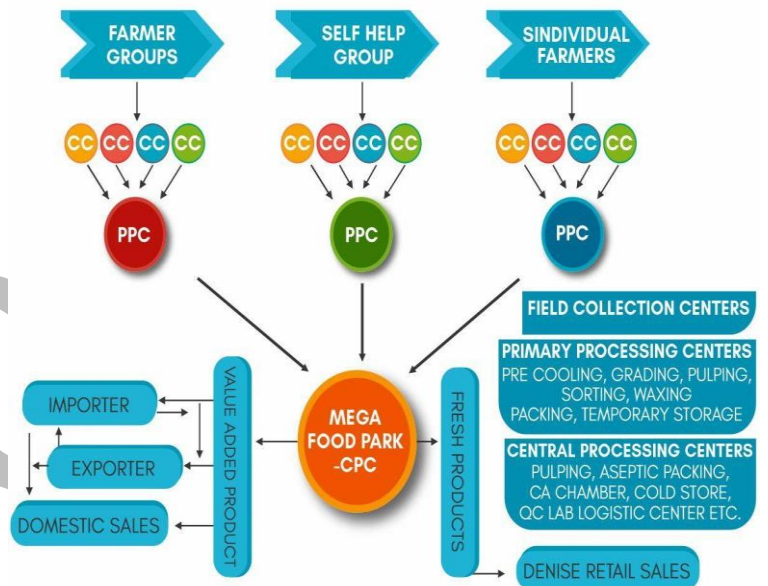 FARMER
GROUPS
SELF HELP
GROUP
SINDIVIDUAL
FARMERS
CC CC CC CC
CC CC CC CC
CC CC CC CC
PPC
PPC
PPC
FIELD COLLECTION CENTERS
PRIMARY PROCESSING CENTERS
PRE COOLING, GRADING, PULPING,
SORTING, WAXING
PACKING, TEMPORARY STORAGE
CENTRAL PROCESSING CENTERS
PULPING, ASEPTIC PACKING,
CA CHAMBER, COLD STORE,
QC LAB LOGISTIC CENTER ETC.
MEGA
FOOD PARK
-CPC
VALUE ADDED PRODUCT
FRESH PRODUCTS
IMPORTER
EXPORTER
DOMESTIC SALES
DENISE RETAIL SALES